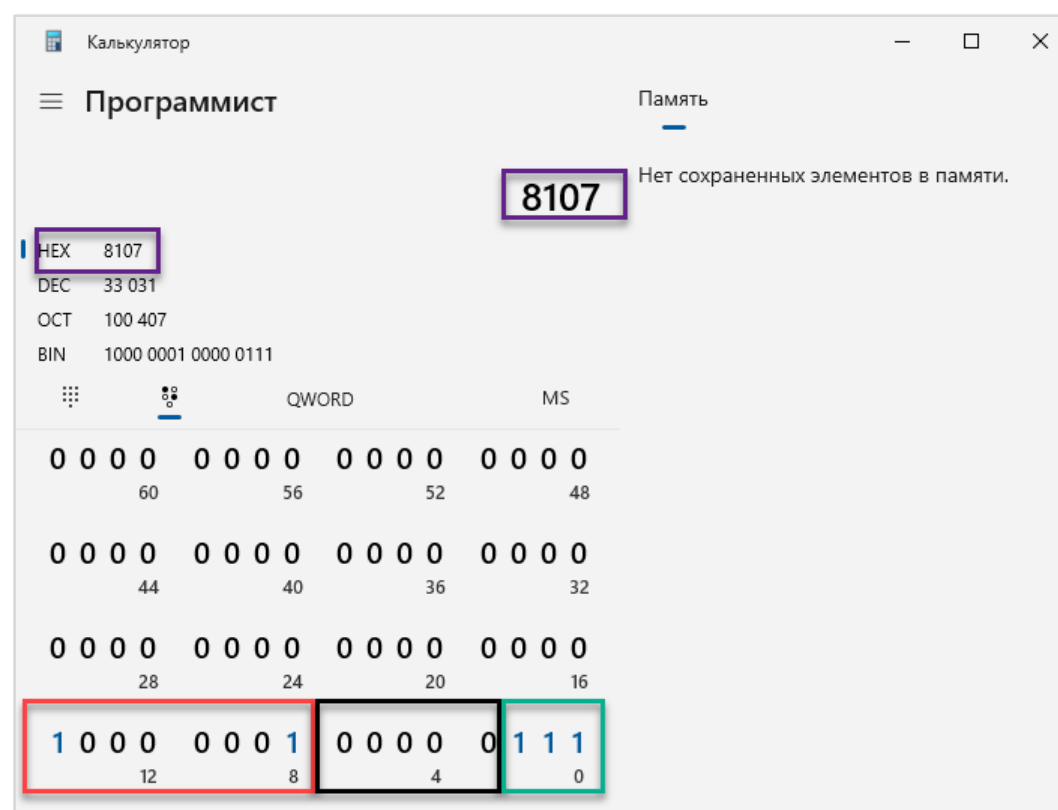 Калькулятор
Программист
Память
8107
Нет сохраненных элементов в памяти.
HEX 8107
DEC 33 031
OCT 100 407
BIN 1000 0001 0000 0111
QWORD MS
0 0 0 0 0 0 0 0 0 0 0 0 0 0 0 0
60 56 52 48
0 0 0 0 0 0 0 0 0 0 0 0 0 0 0 0
44 40 36 32
0 0 0 0 0 0 0 0 0 0 0 0 0 0 0 0
28 24 20 16
1 0 0 0 0 0 0 1 0 0 0 0 0 1 1 1
12 8 4 0